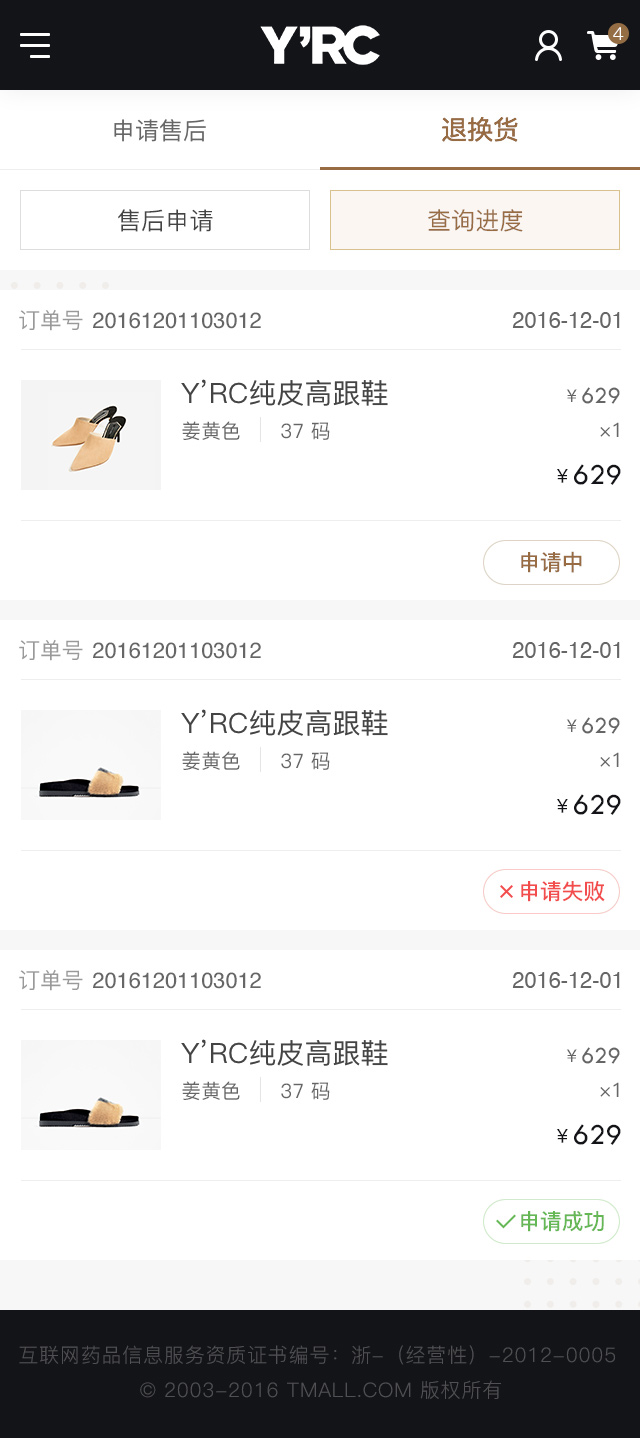 Y'RC
4
申请售后 退换货
售后申请 查询进度
订单号 20161201103012 2016-12-01
Y'RC纯皮高跟鞋 ¥629
姜黄色 37 码 ×1
¥629
申请中
订单号 20161201103012 2016-12-01
Y'RC纯皮高跟鞋 ¥629
姜黄色 37 码 ×1
¥629
申请失败
订单号 20161201103012 2016-12-01
Y'RC纯皮高跟鞋 ¥629
姜黄色 37 码 ×1
¥629
申请成功
互联网药品信息服务资质证书编号：浙-（经营性）-2012-0005
© 2003-2016 TMALL.COM 版权所有